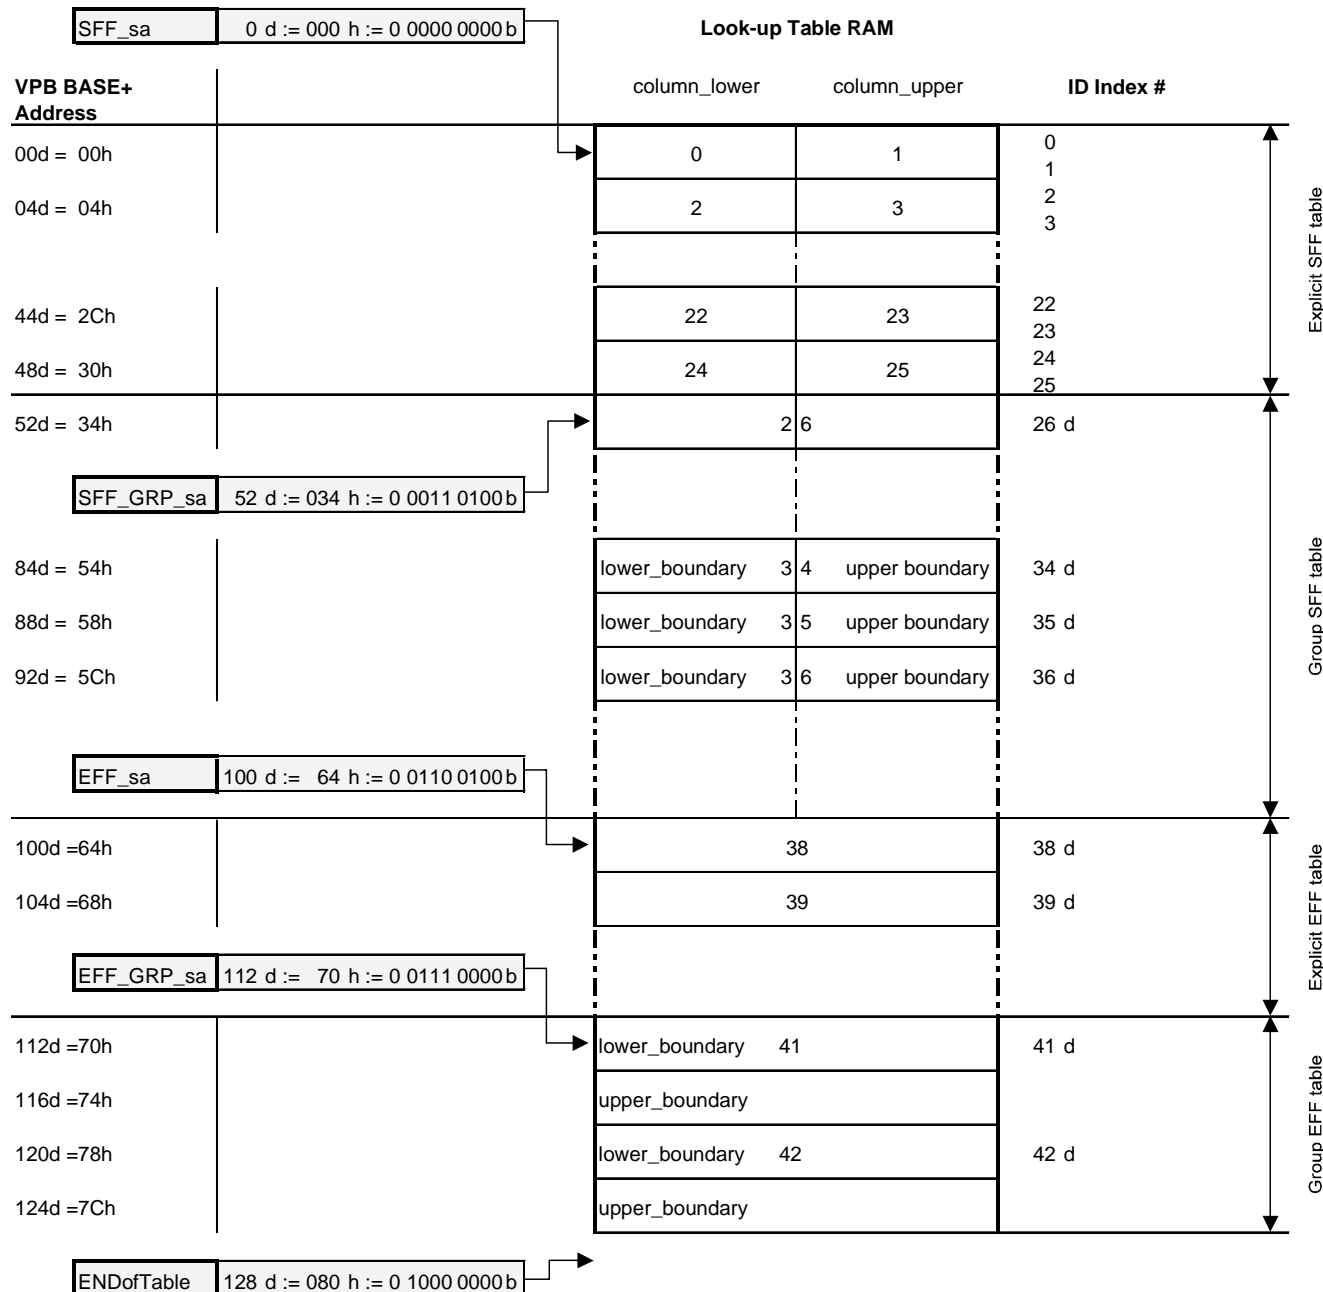 SFF_sa 0 d := 000 h := 0 0000 0000 b
Look-up Table RAM
VPB BASE+
Address
column_lower column_upper ID Index #
00d = 00h 0 1 0
1
04d = 04h 2 3 2
3
44d = 2Ch 22 23 22
23
48d = 30h 24 25 24
25
Explicit SFF table
52d = 34h 2 6 26 d
SFF_GRP_sa 52 d := 034 h := 0 0011 0100 b
84d = 54h lower_boundary 3 4 upper boundary 34 d
88d = 58h lower_boundary 3 5 upper boundary 35 d
92d = 5Ch lower_boundary 3 6 upper boundary 36 d
Group SFF table
EFF_sa 100 d := 64 h := 0 0110 0100 b
100d =64h 38 38 d
104d =68h 39 39 d
Explicit EFF table
EFF_GRP_sa 112 d := 70 h := 0 0111 0000 b
112d =70h lower_boundary 41 41 d
116d =74h upper_boundary
120d =78h lower_boundary 42 42 d
124d =7Ch upper_boundary
Group EFF table
ENDofTable 128 d := 080 h := 0 1000 0000 b